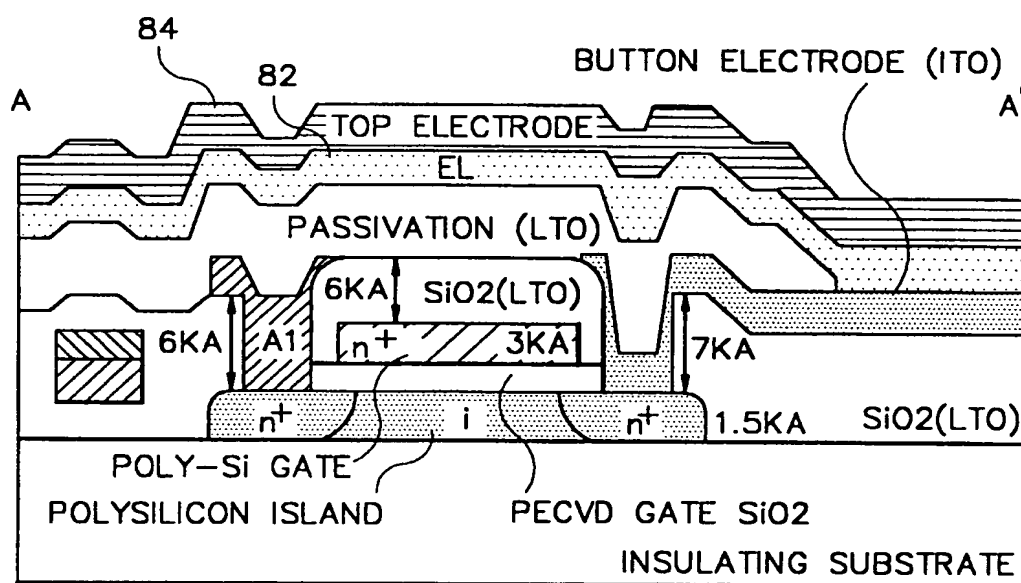 84
82
BUTTON ELECTRODE (ITO)
A
A'
TOP ELECTRODE
EL
PASSIVATION (LTO)
6KA
SiO2(LTO)
6KA
A1
n+
3KA
7KA
n+
i
n+
1.5KA
SiO2(LTO)
POLY-Si GATE
POLYSILICON ISLAND
PECVD GATE SiO2
INSULATING SUBSTRATE